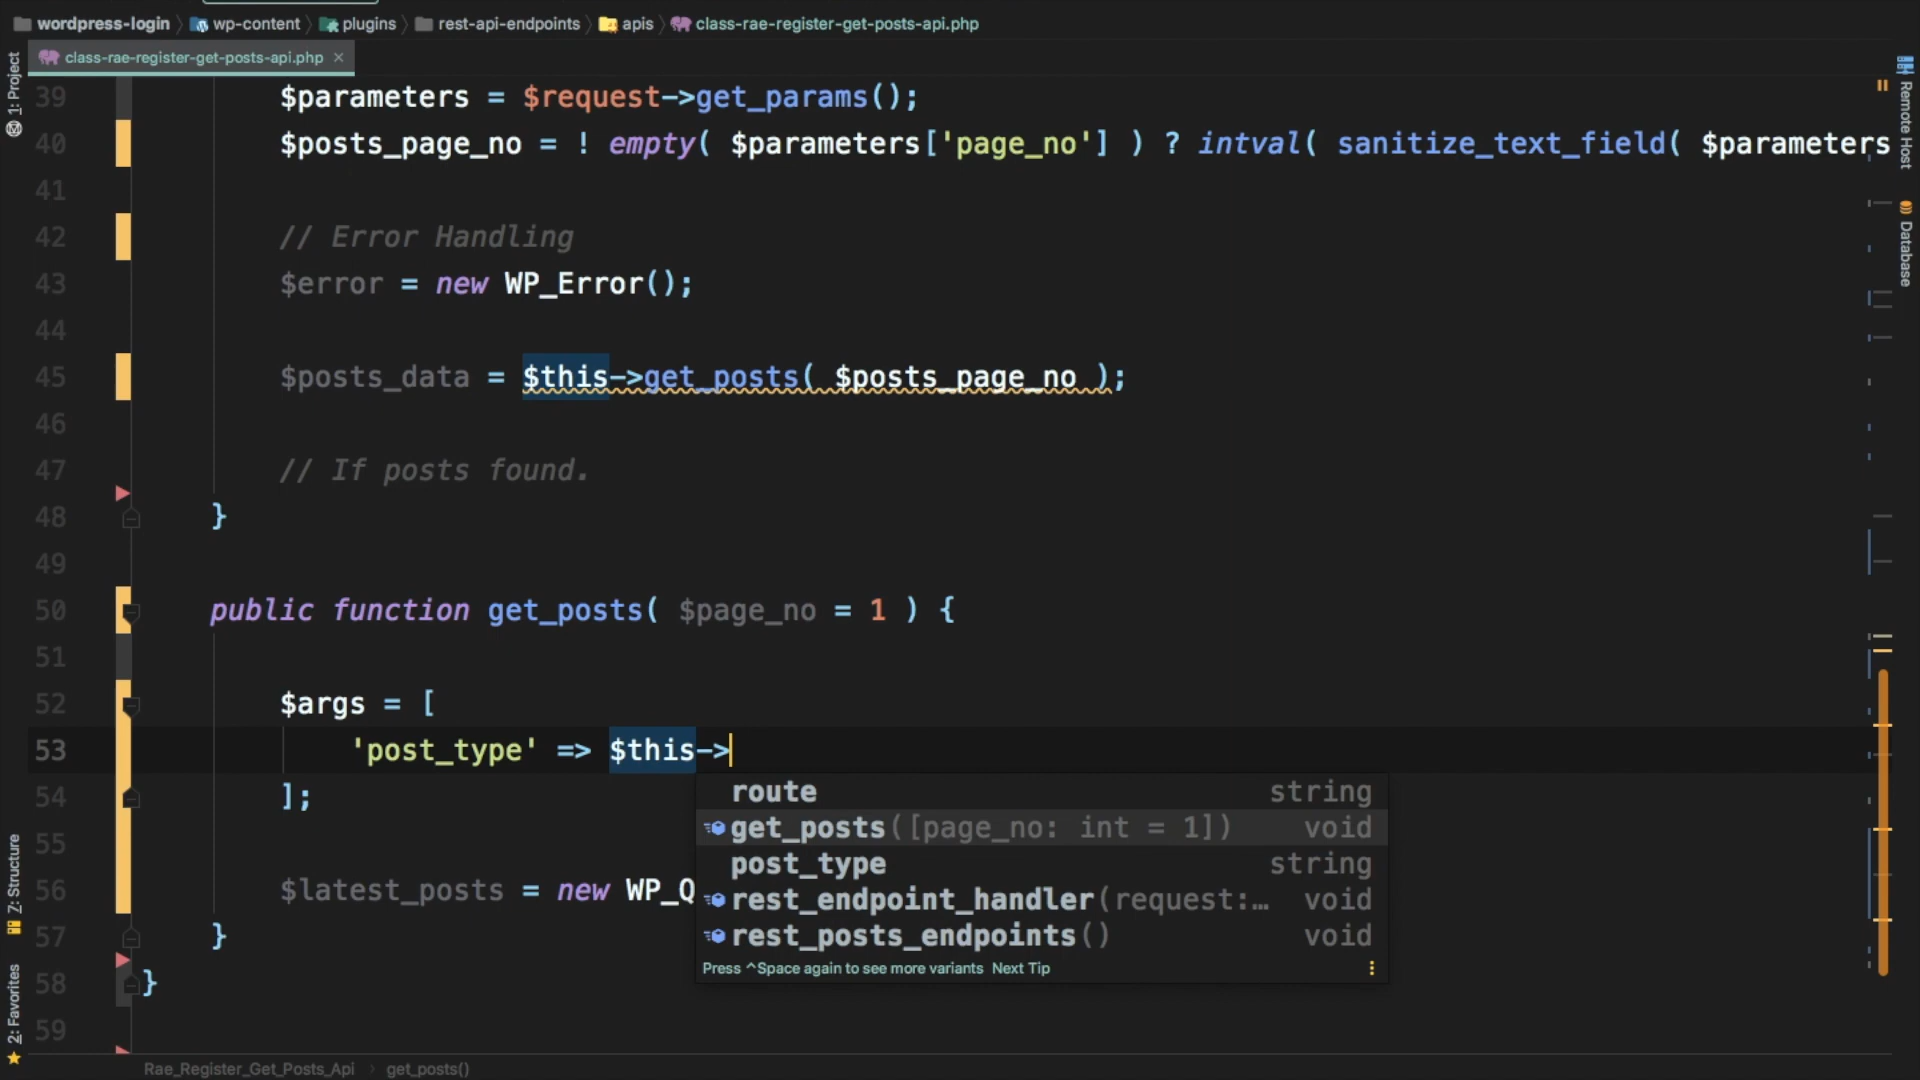 wordpress-login wp-content plugins rest-api-endpoints apis class-rae-register-get-posts-api.php
class-rae-register-get-posts-api.php ×
1: Project
Z: Structure
2: Favorites
Remote Host
Database
39 $parameters = $request->get_params();
40 $posts_page_no = ! empty( $parameters['page_no'] ) ? intval( sanitize_text_field( $parameters
41
42 // Error Handling
43 $error = new WP_Error();
44
45 $posts_data = $this->get_posts( $posts_page_no );
46
47 // If posts found.
48 }
49
50 public function get_posts( $page_no = 1 ) {
51
52 $args = [
53 'post_type' => $this->
54 ];
55
56 $latest_posts = new WP_Q
57 }
58 }
59
route string
get_posts([page_no: int = 1]) void
post_type string
rest_endpoint_handler(request:… void
rest_posts_endpoints() void
Press ^Space again to see more variants Next Tip
Rae_Register_Get_Posts_Api › get_posts()